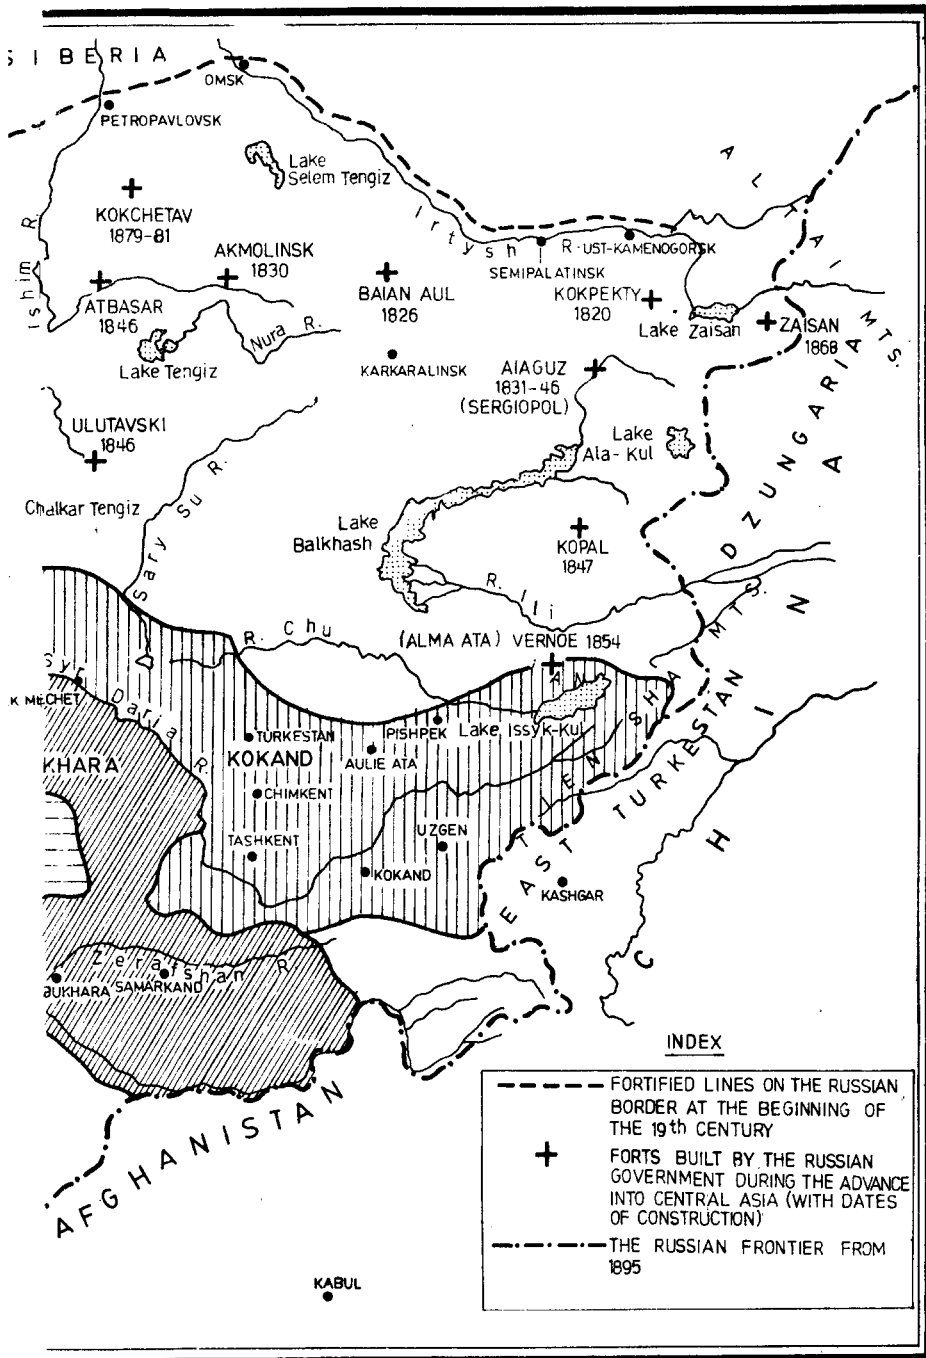 SIBERIA
OMSK
PETROPAVLOVSK
Lake
Selem Tengiz
ALTAI MTS.
KOKCHETAV
1879-81
Ishim R.
Irtysh R.
UST-KAMENOGORSK
SEMIPALATINSK
AKMOLINSK
1830
ATBASAR
1846
BAIAN AUL
1826
KOKPEKTY
1820
Lake Zaisan
ZAISAN
1868
Nura R.
Lake Tengiz
KARKARALINSK
AIAGUZ
1831-46
(SERGIOPOL)
ULUTAVSKI
1846
Lake
Ala-Kul
Chalkar Tengiz
Sary Su R.
Lake
Balkhash
KOPAL
1847
DZUNGARIA
R. Ili
R. Chu
(ALMA ATA) VERNOE 1854
Syr Daria R.
K MECHET
TIEN SHAN MTS.
Lake Issyk-Kul
PISHPEK
TURKESTAN
KOKAND
AULIE ATA
KHARA
CHIMKENT
TASHKENT
UZGEN
KOKAND
EAST TURKESTAN
KASHGAR
CHINA
Zerafshan R.
BUKHARA
SAMARKAND
AFGHANISTAN
KABUL
INDEX
FORTIFIED LINES ON THE RUSSIAN
BORDER AT THE BEGINNING OF
THE 19th CENTURY
FORTS BUILT BY THE RUSSIAN
GOVERNMENT DURING THE ADVANCE
INTO CENTRAL ASIA (WITH DATES
OF CONSTRUCTION)
THE RUSSIAN FRONTIER FROM
1895